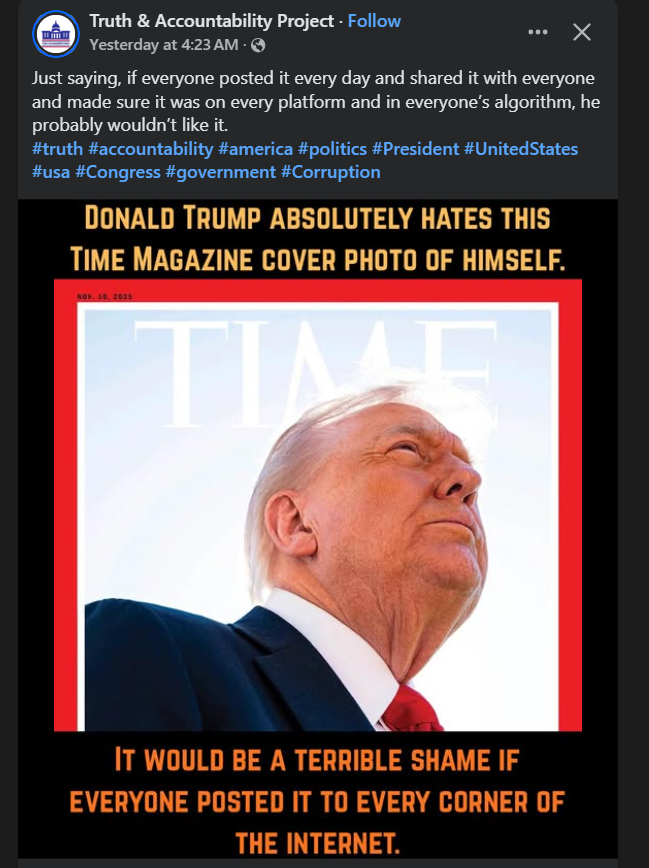 Truth & Accountability Project · Follow
Yesterday at 4:23 AM ·
Just saying, if everyone posted it every day and shared it with everyone
and made sure it was on every platform and in everyone’s algorithm, he
probably wouldn’t like it.
#truth #accountability #america #politics #President #UnitedStates
#usa #Congress #government #Corruption
DONALD TRUMP ABSOLUTELY HATES THIS
TIME MAGAZINE COVER PHOTO OF HIMSELF.
NOV. 10, 2025
TIME
IT WOULD BE A TERRIBLE SHAME IF
EVERYONE POSTED IT TO EVERY CORNER OF
THE INTERNET.